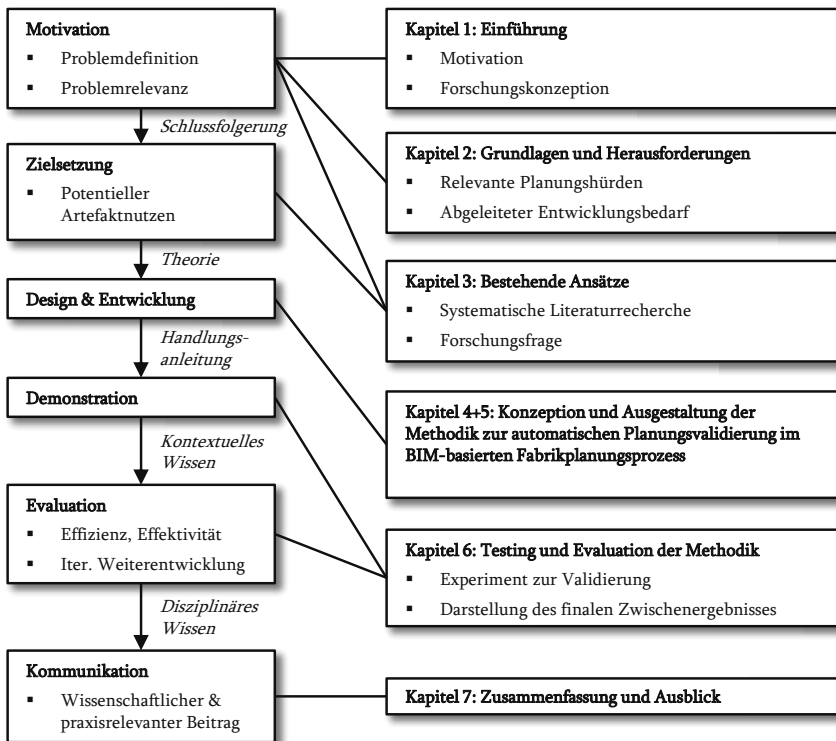 Motivation
▪ Problemdefinition
▪ Problemrelevanz
Schlussfolgerung
Zielsetzung
▪ Potentieller
Artefaktnutzen
Theorie
Design & Entwicklung
Handlungs-
anleitung
Demonstration
Kontextuelles
Wissen
Evaluation
▪ Effizienz, Effektivität
▪ Iter. Weiterentwicklung
Disziplinäres
Wissen
Kommunikation
▪ Wissenschaftlicher &
praxisrelevanter Beitrag
Kapitel 1: Einführung
▪ Motivation
▪ Forschungskonzeption
Kapitel 2: Grundlagen und Herausforderungen
▪ Relevante Planungshürden
▪ Abgeleiteter Entwicklungsbedarf
Kapitel 3: Bestehende Ansätze
▪ Systematische Literaturrecherche
▪ Forschungsfrage
Kapitel 4+5: Konzeption und Ausgestaltung der
Methodik zur automatischen Planungsvalidierung im
BIM-basierten Fabrikplanungsprozess
Kapitel 6: Testing und Evaluation der Methodik
▪ Experiment zur Validierung
▪ Darstellung des finalen Zwischenergebnisses
Kapitel 7: Zusammenfassung und Ausblick